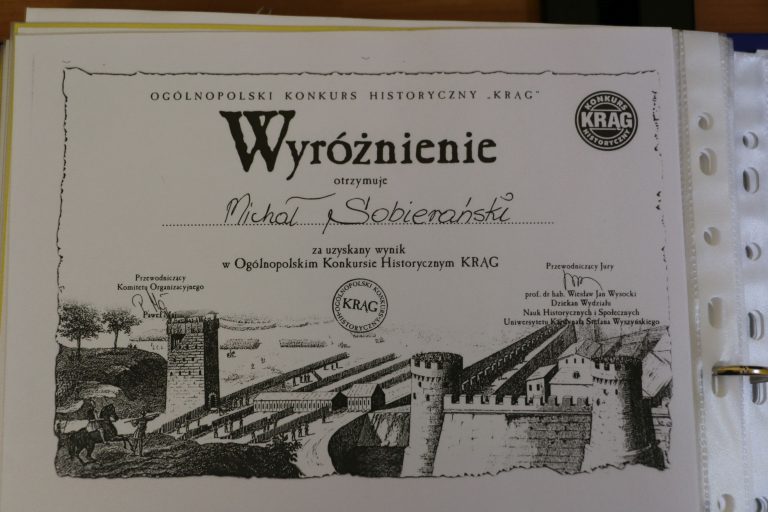 OGÓLNOPOLSKI KONKURS HISTORYCZNY „KRĄG"
KONKURS
KRĄG
HISTORYCZNY
Wyróżnienie
otrzymuje
Michał Sobierański
za uzyskany wynik
w Ogólnopolskim Konkursie Historycznym KRĄG
Przewodniczący
Komitetu Organizacyjnego
Paweł
OGÓLNOPOLSKI KONKURS
KRĄG
HISTORYCZNY
Przewodniczący Jury
prof. dr hab. Wiesław Jan Wysocki
Dziekan Wydziału
Nauk Historycznych i Społecznych
Uniwersytetu Kardynała Stefana Wyszyńskiego